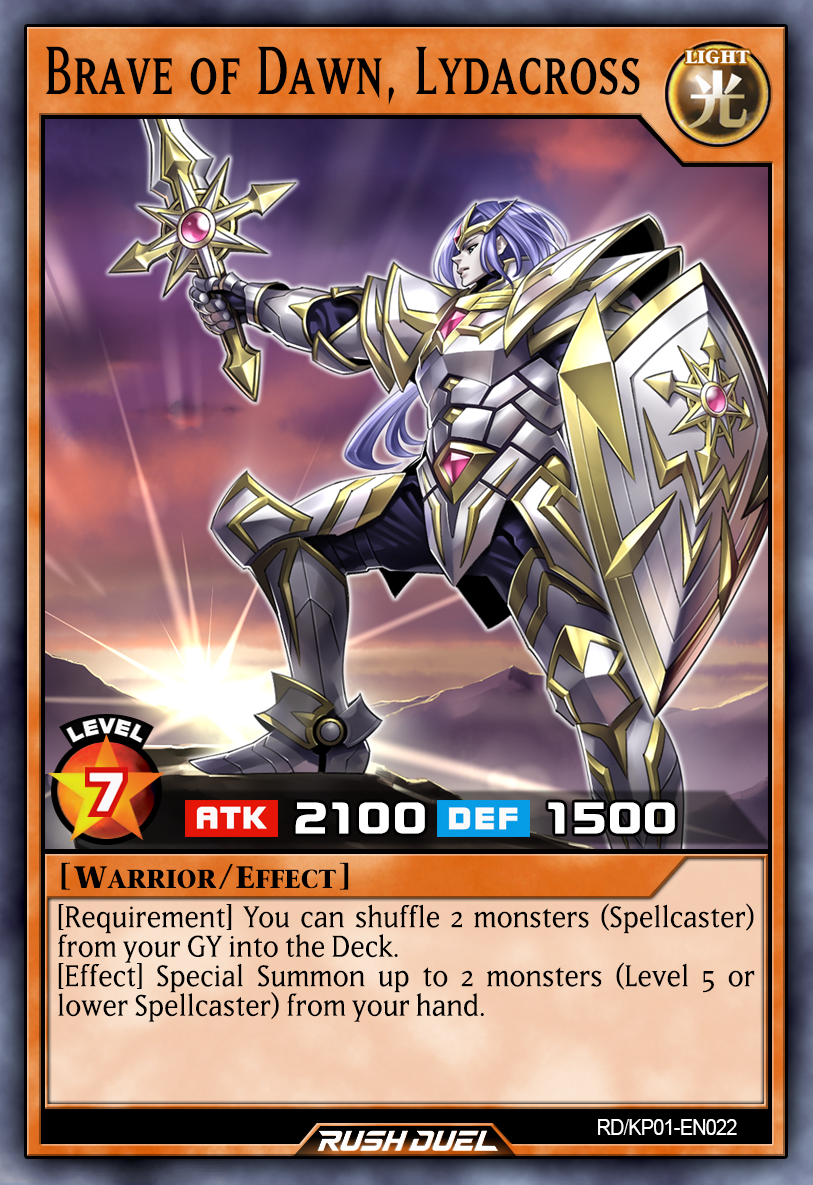 Brave of Dawn, Lydacross
LIGHT
光
LEVEL
7
ATK 2100 DEF 1500
[Warrior/Effect]
[Requirement] You can shuffle 2 monsters (Spellcaster)
from your GY into the Deck.
[Effect] Special Summon up to 2 monsters (Level 5 or
lower Spellcaster) from your hand.
RUSH DUEL
RD/KP01-EN022